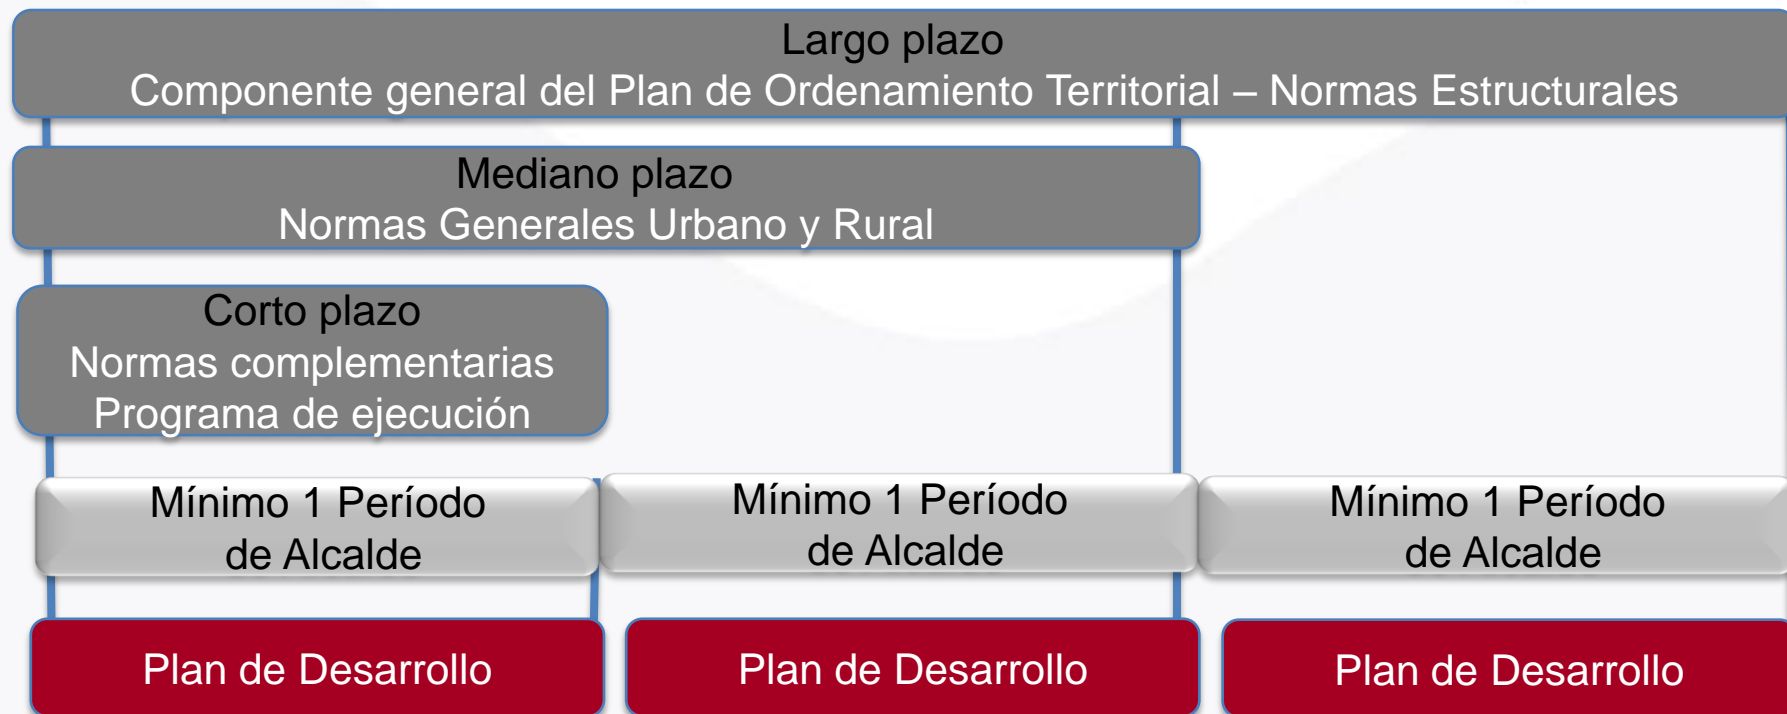 Largo plazo
Componente general del Plan de Ordenamiento Territorial – Normas Estructurales
Mediano plazo
Normas Generales Urbano y Rural
Corto plazo
Normas complementarias
Programa de ejecución
Mínimo 1 Período
de Alcalde
Mínimo 1 Período
de Alcalde
Mínimo 1 Período
de Alcalde
Plan de Desarrollo
Plan de Desarrollo
Plan de Desarrollo